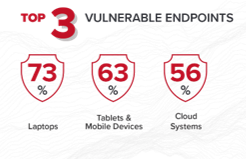 TOP 3 VULNERABLE ENDPOINTS
73%
63%
56%
Laptops
Tablets &
Mobile Devices
Cloud
Systems